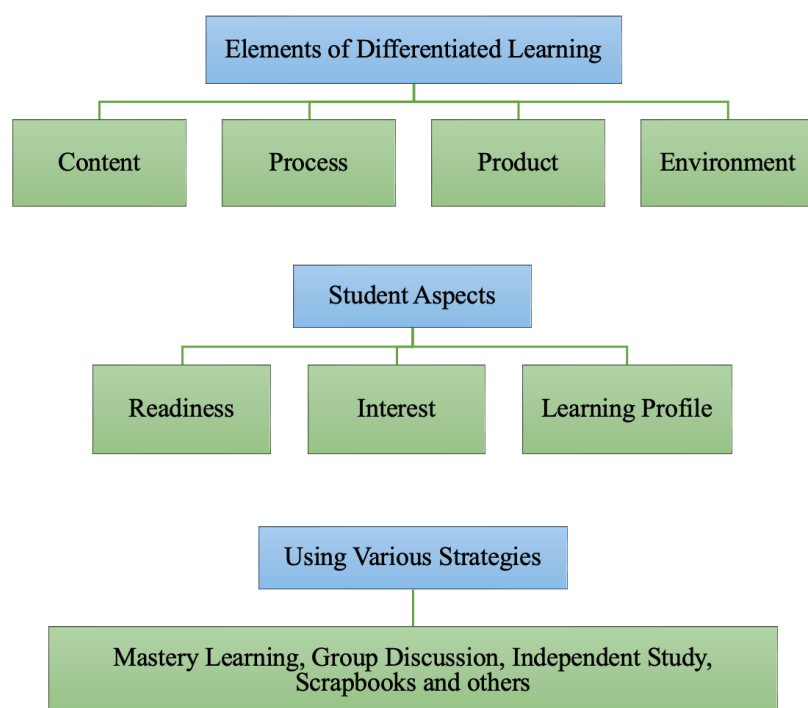 Elements of Differentiated Learning
Content
Process
Product
Environment
Student Aspects
Readiness
Interest
Learning Profile
Using Various Strategies
Mastery Learning, Group Discussion, Independent Study,
Scrapbooks and others